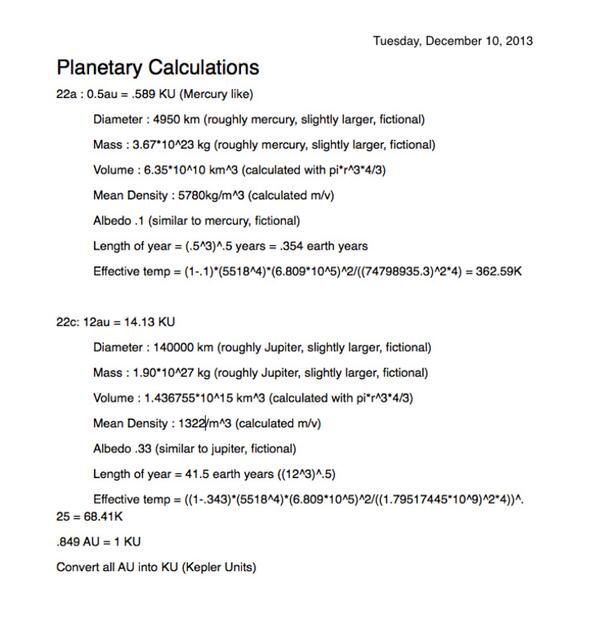 Tuesday, December 10, 2013
Planetary Calculations
22a : 0.5au = .589 KU (Mercury like)
Diameter : 4950 km (roughly mercury, slightly larger, fictional)
Mass : 3.67*10^23 kg (roughly mercury, slightly larger, fictional)
Volume : 6.35*10^10 km^3 (calculated with pi*r^3*4/3)
Mean Density : 5780kg/m^3 (calculated m/v)
Albedo .1 (similar to mercury, fictional)
Length of year = (.5^3)^.5 years = .354 earth years
Effective temp = (1-.1)*(5518^4)*(6.809*10^5)^2/((74798935.3)^2*4) = 362.59K
22c: 12au = 14.13 KU
Diameter : 140000 km (roughly Jupiter, slightly larger, fictional)
Mass : 1.90*10^27 kg (roughly Jupiter, slightly larger, fictional)
Volume : 1.436755*10^15 km^3 (calculated with pi*r^3*4/3)
Mean Density : 1322/m^3 (calculated m/v)
Albedo .33 (similar to jupiter, fictional)
Length of year = 41.5 earth years ((12^3)^.5)
Effective temp = ((1-.343)*(5518^4)*(6.809*10^5)^2/((1.79517445*10^9)^2*4))^.
25 = 68.41K
.849 AU = 1 KU
Convert all AU into KU (Kepler Units)